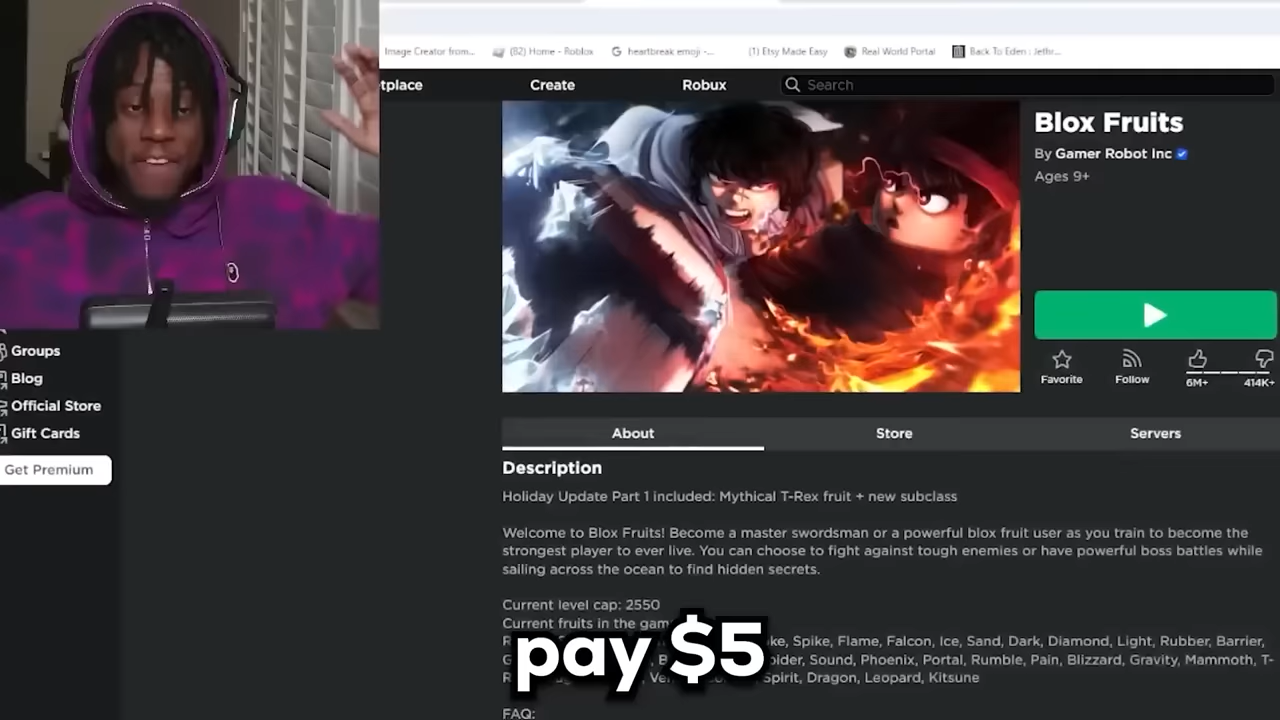 Image Creator from...
(82) Home - Roblox
heartbreak emoji -...
(1) Etsy Made Easy
Real World Portal
Back To Eden : Jethr...
etplace
Create
Robux
Search
Blox Fruits
By Gamer Robot Inc
Ages 9+
Favorite
Follow
6M+
414K+
Groups
Blog
Official Store
Gift Cards
Get Premium
About
Store
Servers
Description
Holiday Update Part 1 included: Mythical T-Rex fruit + new subclass
Welcome to Blox Fruits! Become a master swordsman or a powerful blox fruit user as you train to become the
strongest player to ever live. You can choose to fight against tough enemies or have powerful boss battles while
sailing across the ocean to find hidden secrets.
Current level cap: 2550
Current fruits in the gam
ke, Spike, Flame, Falcon, Ice, Sand, Dark, Diamond, Light, Rubber, Barrier,
pider, Sound, Phoenix, Portal, Rumble, Pain, Blizzard, Gravity, Mammoth, T-
Spirit, Dragon, Leopard, Kitsune
pay $5
FAQ: